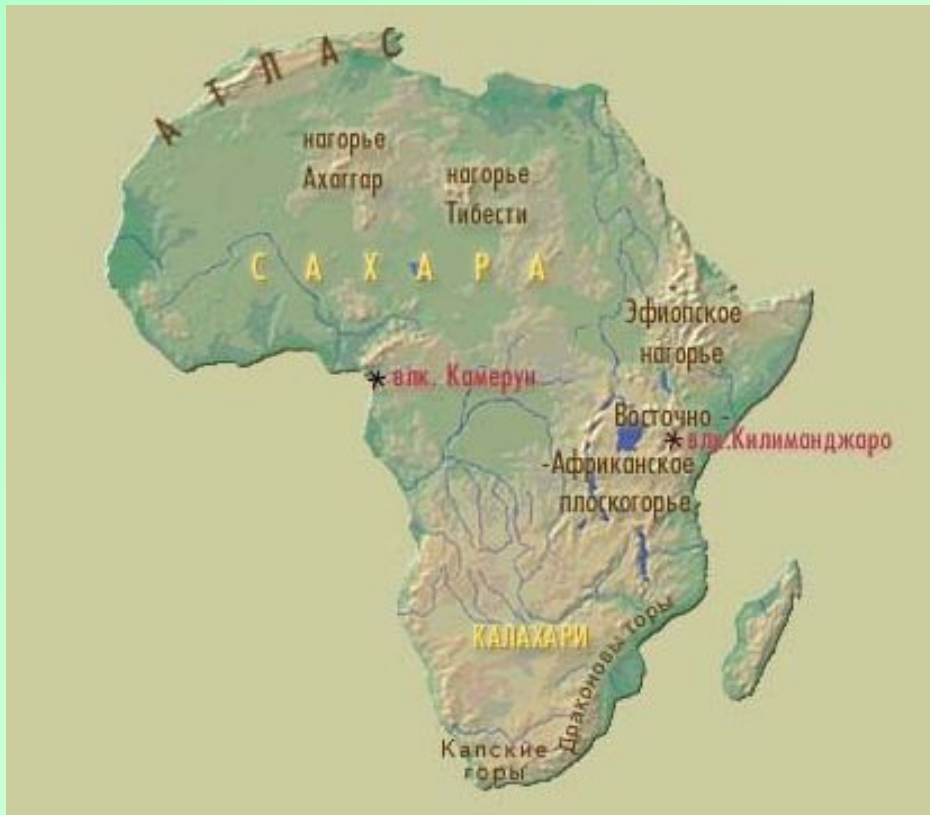 АТЛАС
нагорье
Ахаггар
нагорье
Тибести
САХАРА
Эфиопское
нагорье
влк. Камерун
Восточно -
влк.Килиманджаро
-Африканское
плоскогорье
КАЛАХАРИ
Драконовы горы
Капские
горы